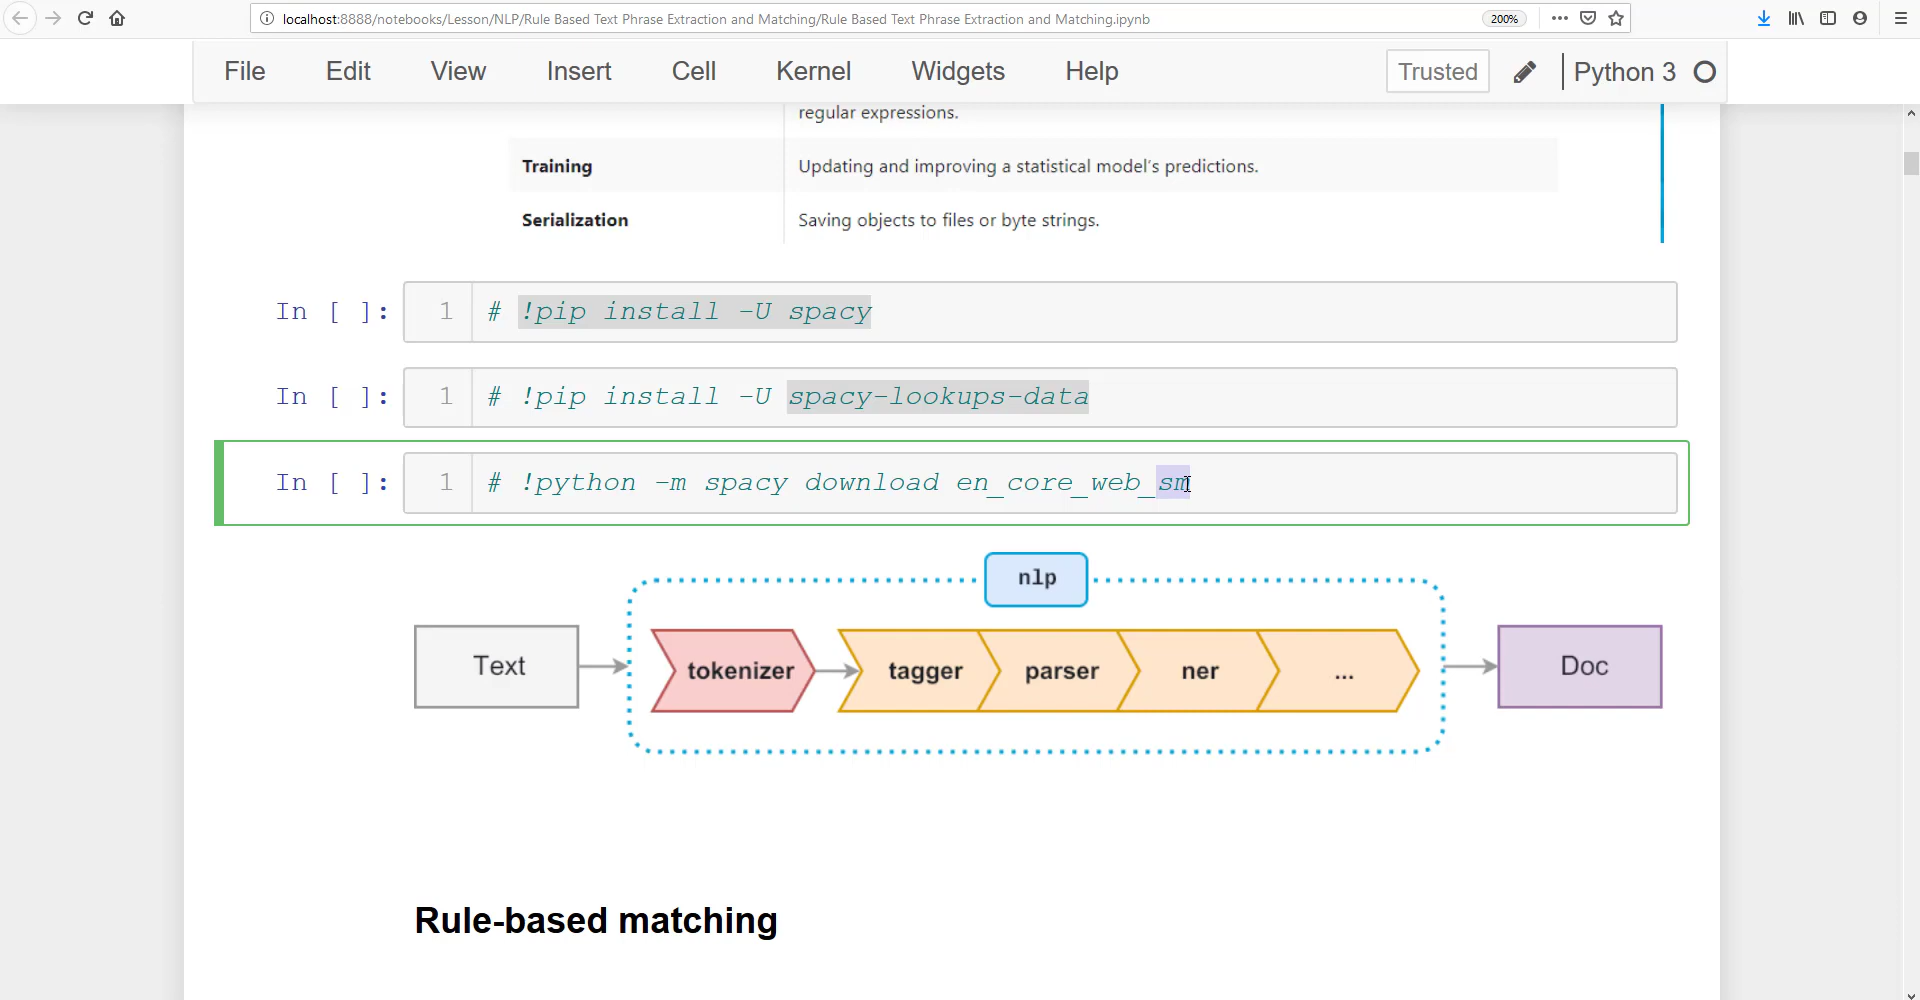 localhost:8888/notebooks/Lesson/NLP/Rule Based Text Phrase Extraction and Matching/Rule Based Text Phrase Extraction and Matching.ipynb
200%
File Edit View Insert Cell Kernel Widgets Help Trusted Python 3
regular expressions.
Training Updating and improving a statistical model's predictions.
Serialization Saving objects to files or byte strings.
In [ ]: 1 # !pip install -U spacy
In [ ]: 1 # !pip install -U spacy-lookups-data
In [ ]: 1 # !python -m spacy download en_core_web_sm
nlp
Text tokenizer tagger parser ner ... Doc
Rule-based matching